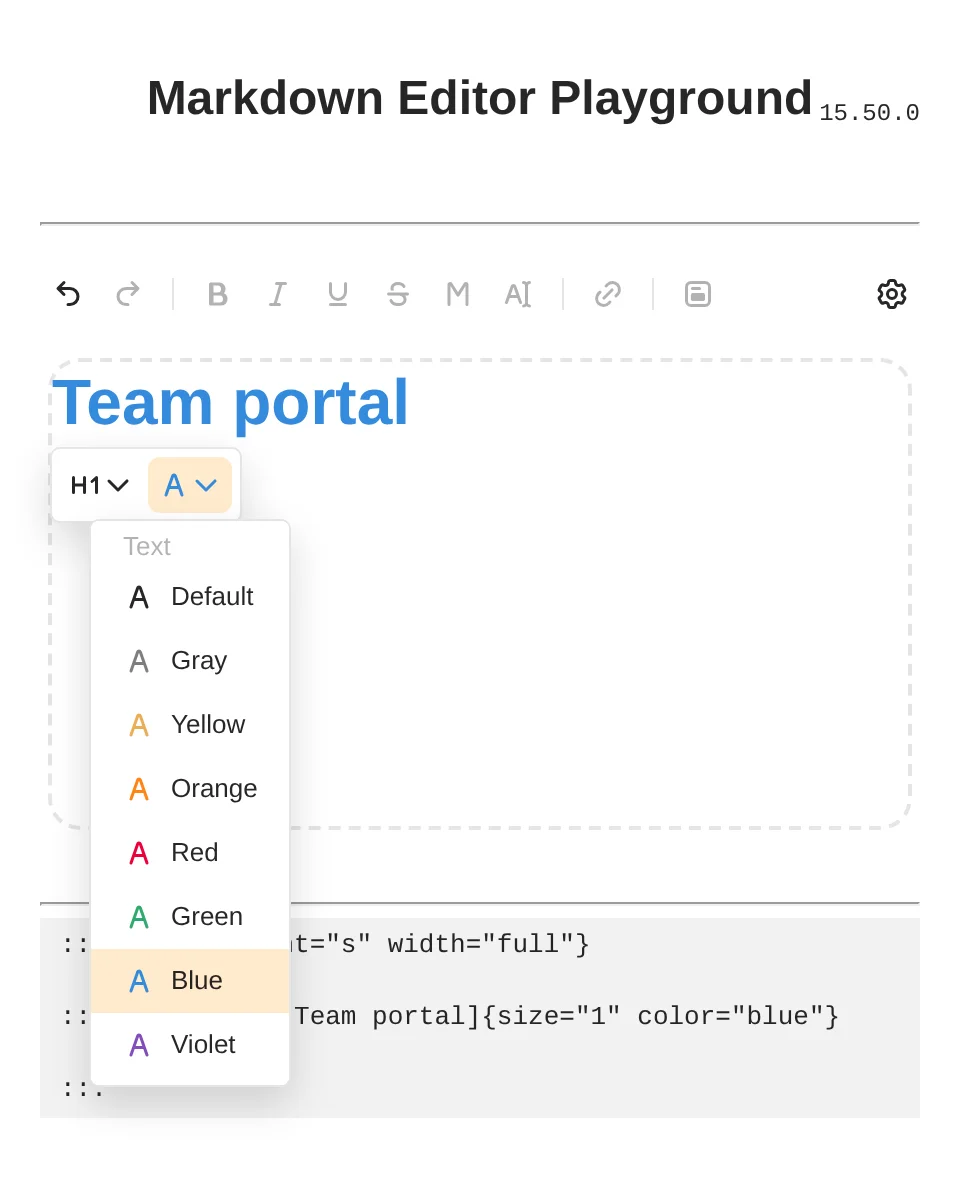 Markdown Editor Playground 15.50.0
B I U S M A
Team portal
H1 A
Text
A Default
A Gray
A Yellow
A Orange
A Red
A Green
A Blue
A Violet
:: t="s" width="full"}
:: Team portal]{size="1" color="blue"}
:::